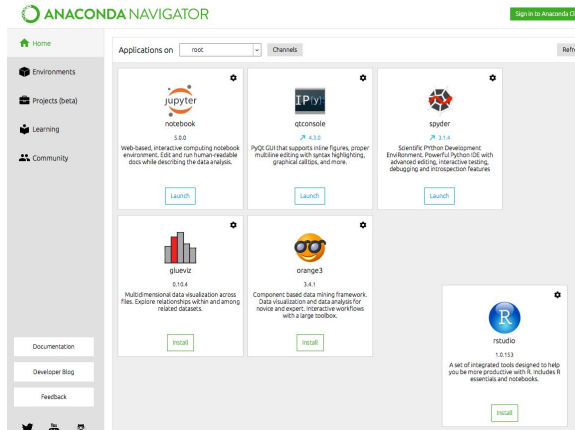 ANACONDA NAVIGATOR
Sign in to Anaconda Cl
Home
Environments
Projects (beta)
Learning
Community
Documentation
Developer Blog
Feedback
Applications on root Channels
Refre
jupyter
notebook
5.0.0
Web-based, interactive computing notebook
environment. Edit and run human-readable
docs while describing the data analysis.
Launch
IP[y]:
qtconsole
4.3.0
PyQt GUI that supports inline figures, proper
multiline editing with syntax highlighting,
graphical calltips, and more.
Launch
spyder
3.1.4
Scientific PYthon Development
EnviRonment. Powerful Python IDE with
advanced editing, interactive testing,
debugging and introspection features
Launch
glueviz
0.10.4
Multidimensional data visualization across
files. Explore relationships within and among
related datasets.
Install
orange3
3.4.1
Component based data mining framework.
Data visualization and data analysis for
novice and expert. Interactive workflows
with a large toolbox.
Install
R
rstudio
1.0.153
A set of integrated tools designed to help
you be more productive with R. Includes R
essentials and notebooks.
Install